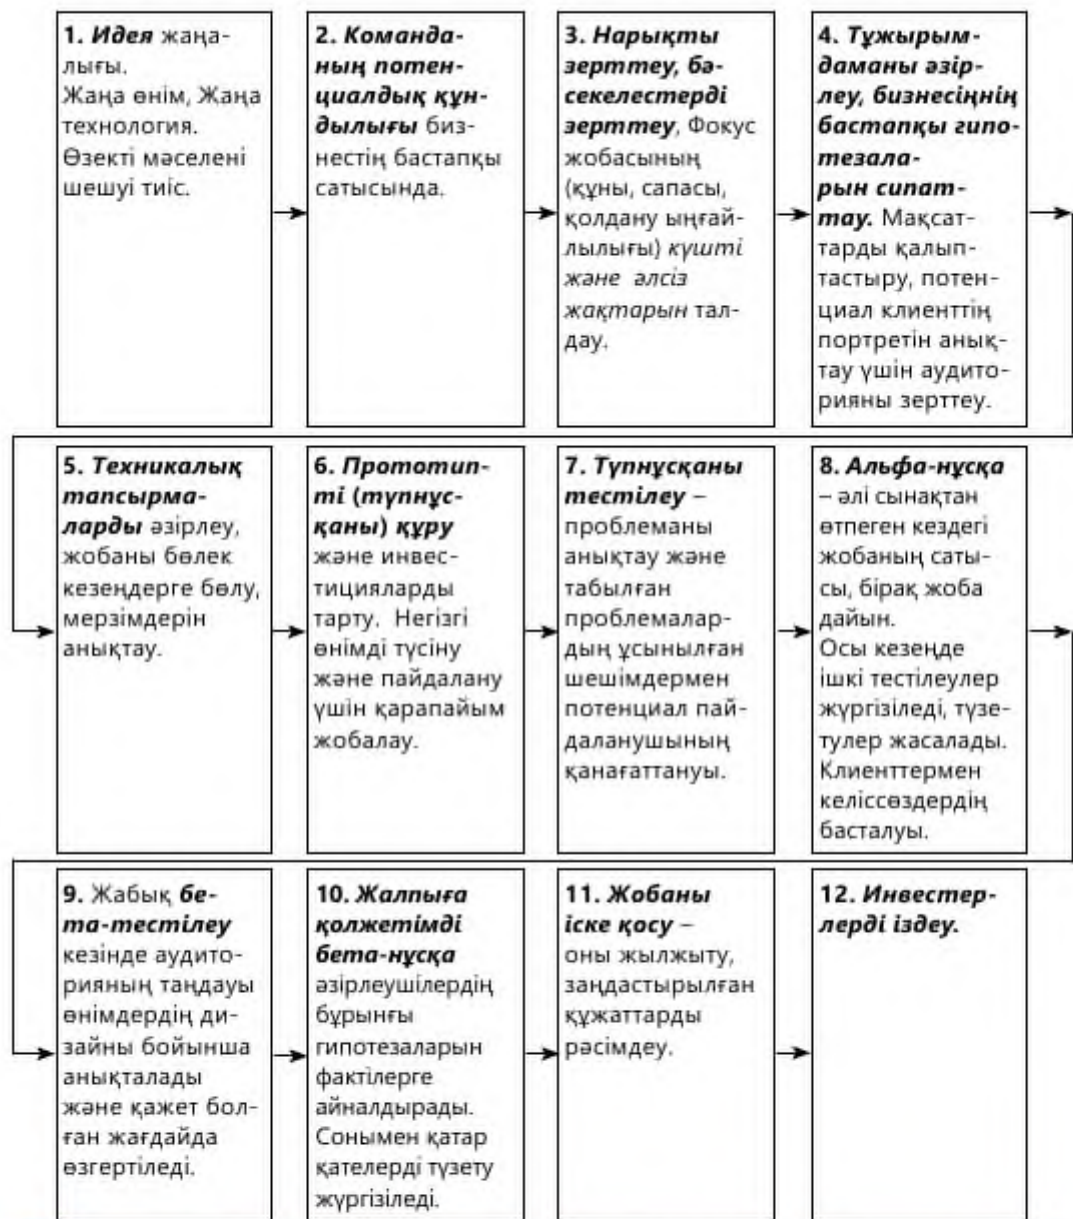 1. Идея жаңа-
лығы.
Жаңа өнім, Жаңа
технология.
Өзекті мәселені
шешуі тиіс.
2. Команда-
ның потен-
циалдық құн-
дылығы биз-
нестің бастапқы
сатысында.
3. Нарықты
зерттеу, бә-
секелестерді
зерттеу, Фокус
жобасының
(құны, сапасы,
қолдану ыңғай-
лылығы) күшті
және әлсіз
жақтарын тал-
дау.
4. Тұжырым-
даманы әзір-
леу, бизнесіңнің
бастапқы гипо-
тезала-
рын сипат-
тау. Мақсат-
тарды қалып-
тастыру, потен-
циал клиенттің
портретін анық-
тау үшін аудито-
рияны зерттеу.
5. Техникалық
тапсырма-
ларды әзірлеу,
жобаны бөлек
кезеңдерге бөлу,
мерзімдерін
анықтау.
6. Прототип-
ті (түпнұс-
қаны) құру
және инвес-
тицияларды
тарту. Негізгі
өнімді түсіну
және пайдалану
үшін қарапайым
жобалау.
7. Түпнұсқаны
тестілеу –
проблеманы
анықтау және
табылған
проблемалар-
дың ұсынылған
шешімдермен
потенциал пай-
даланушының
қанағаттануы.
8. Альфа-нұсқа
– әлі сынақтан
өтпеген кездегі
жобаның саты-
сы, бірақ жоба
дайын.
Осы кезеңде
ішкі тестілеулер
жүргізіледі, түзе-
тулер жасалады.
Клиенттермен
келіссөздердің
басталуы.
9. Жабық бе-
та-тестілеу
кезінде аудито-
рияның таңдауы
өнімдердің ди-
зайны бойынша
анықталады
және қажет бол-
ған жағдайда
өзгертіледі.
10. Жалпыға
қолжетімді
бета-нұсқа
әзірлеушілердің
бұрынғы
гипотезаларын
фактілерге
айналдырады.
Сонымен қатар
қателерді түзету
жүргізіледі.
11. Жобаны
іске қосу –
оны жылжыту,
заңдастырылған
құжаттарды
рәсімдеу.
12. Инвестер-
лерді іздеу.